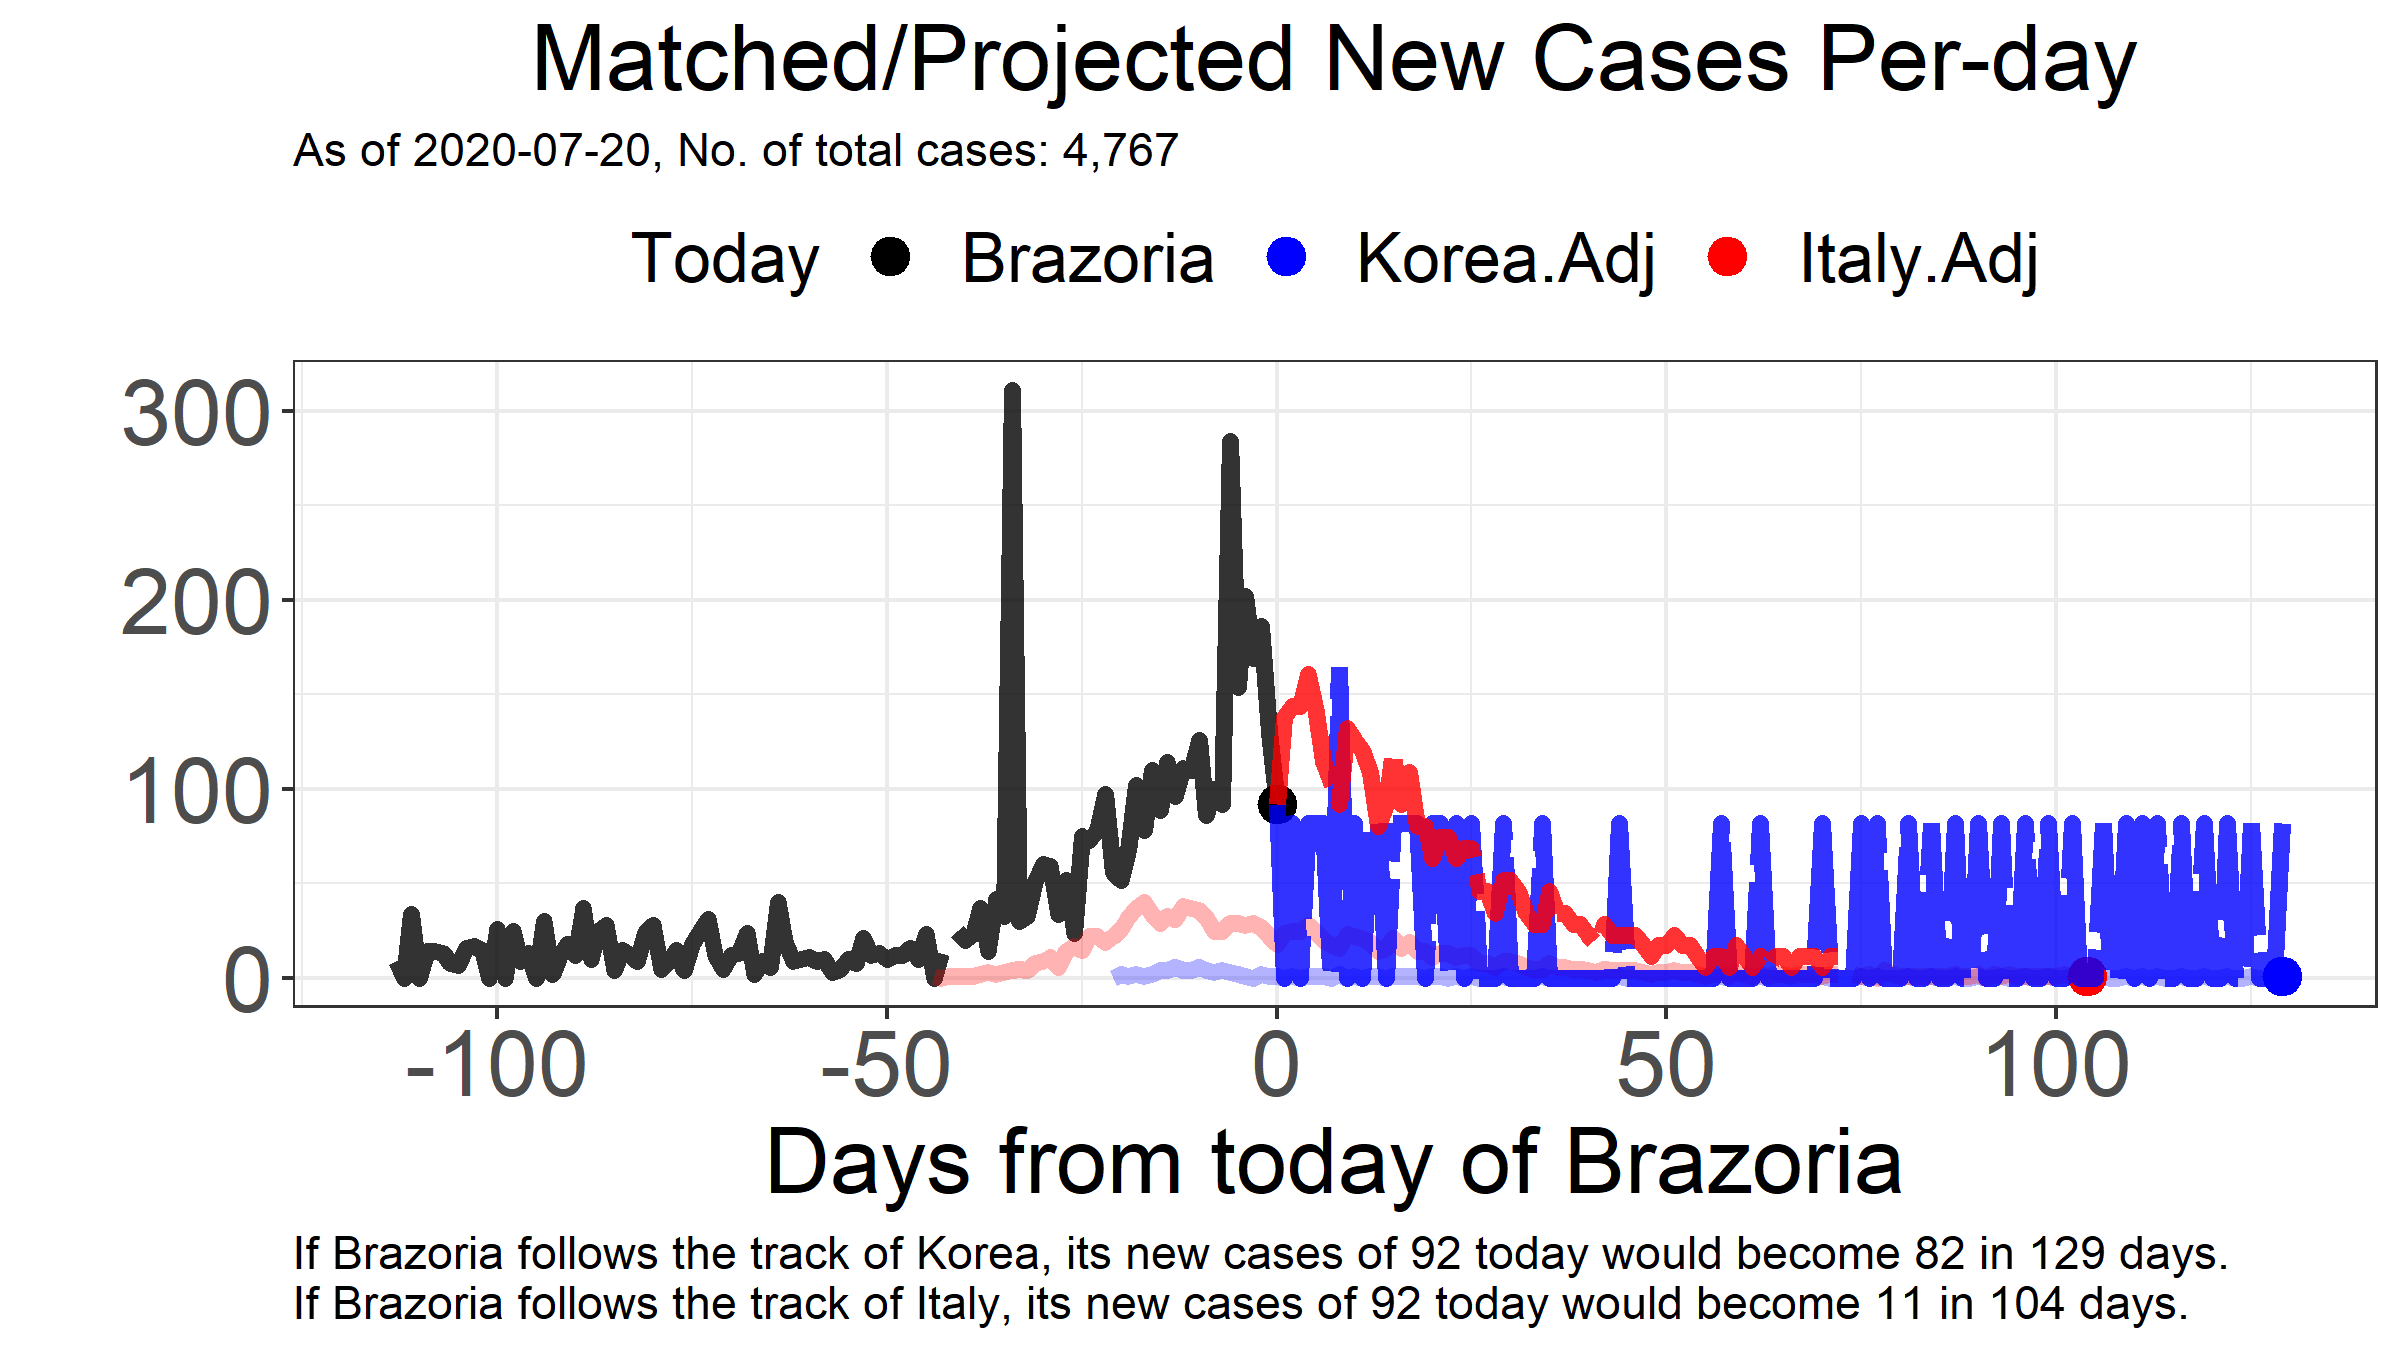 Matched/Projected New Cases Per-day
As of 2020-07-20, No. of total cases: 4,767
Today Brazoria Korea.Adj Italy.Adj
300
200
100
0
-100 -50 0 50 100
Days from today of Brazoria
If Brazoria follows the track of Korea, its new cases of 92 today would become 82 in 129 days.
If Brazoria follows the track of Italy, its new cases of 92 today would become 11 in 104 days.